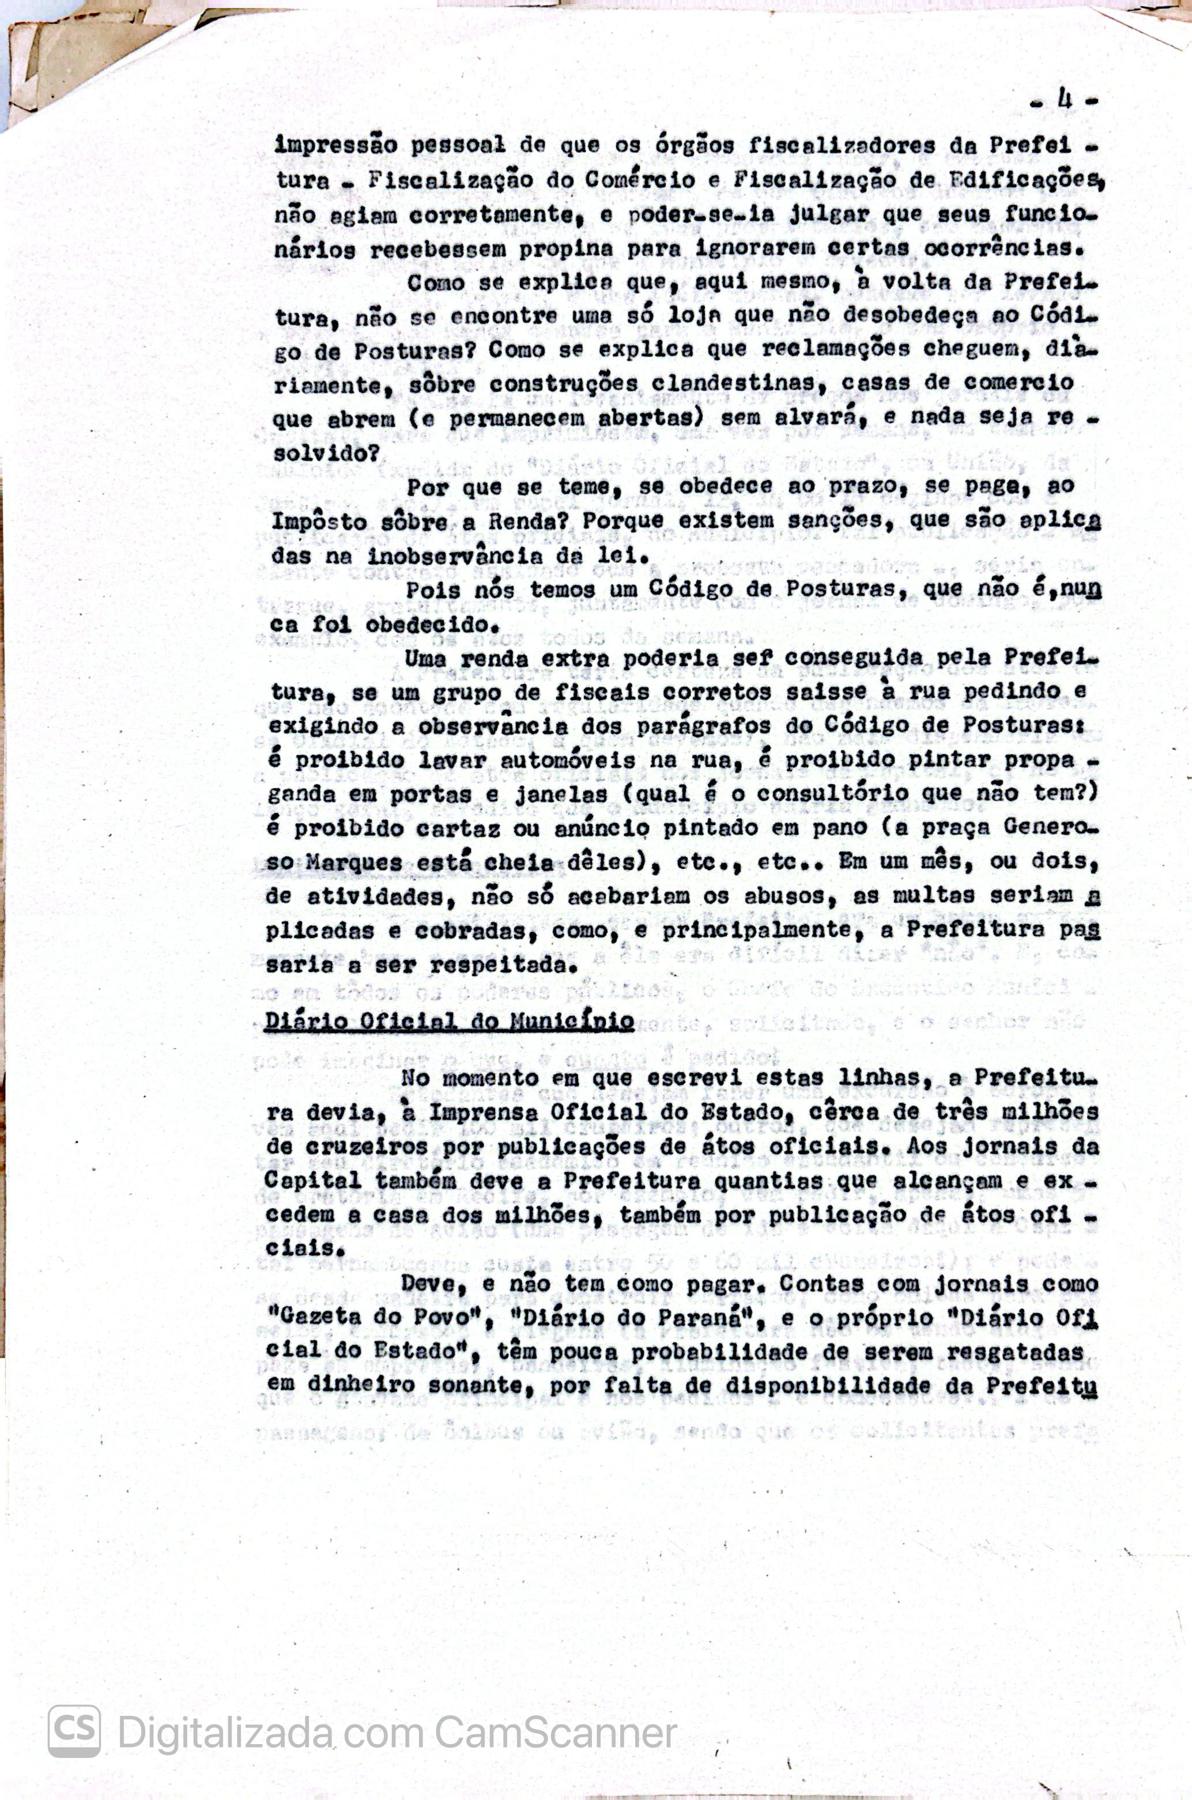 - 4 -
impressão pessoal de que os órgãos fiscalizadores da Prefei -
tura - Fiscalização do Comércio e Fiscalização de Edificações,
não agiam corretamente, e poder-se-ia julgar que seus funcio-
nários recebessem propina para ignorarem certas ocorrências.
Como se explica que, aqui mesmo, à volta da Prefei-
tura, não se encontre uma só loja que não desobedeça ao Códi-
go de Posturas? Como se explica que reclamações cheguem, dià-
riamente, sôbre construções clandestinas, casas de comercio
que abrem (e permanecem abertas) sem alvará, e nada seja re -
solvido?
Por que se teme, se obedece ao prazo, se paga, ao
Impôsto sôbre a Renda? Porque existem sanções, que são aplica
das na inobservância da lei.
Pois nós temos um Código de Posturas, que não é,nun
ca foi obedecido.
Uma renda extra poderia ser conseguida pela Prefei-
tura, se um grupo de fiscais corretos saisse à rua pedindo e
exigindo a observância dos parágrafos do Código de Posturas:
é proibido lavar automóveis na rua, é proibido pintar propa -
ganda em portas e janelas (qual é o consultório que não tem?)
é proibido cartaz ou anúncio pintado em pano (a praça Genero-
so Marques está cheia dêles), etc., etc.. Em um mês, ou dois,
de atividades, não só acabariam os abusos, as multas seriam a
plicadas e cobradas, como, e principalmente, a Prefeitura pas
saria a ser respeitada.
Diário Oficial do Município
No momento em que escrevi estas linhas, a Prefeitu-
ra devia, à Imprensa Oficial do Estado, cêrca de três milhões
de cruzeiros por publicações de átos oficiais. Aos jornais da
Capital também deve a Prefeitura quantias que alcançam e ex -
cedem a casa dos milhões, também por publicação de átos ofi -
ciais.
Deve, e não tem como pagar. Contas com jornais como
"Gazeta do Povo", "Diário do Paraná", e o próprio "Diário Ofi
cial do Estado", têm pouca probabilidade de serem resgatadas
em dinheiro sonante, por falta de disponibilidade da Prefeitu
CS Digitalizada com CamScanner